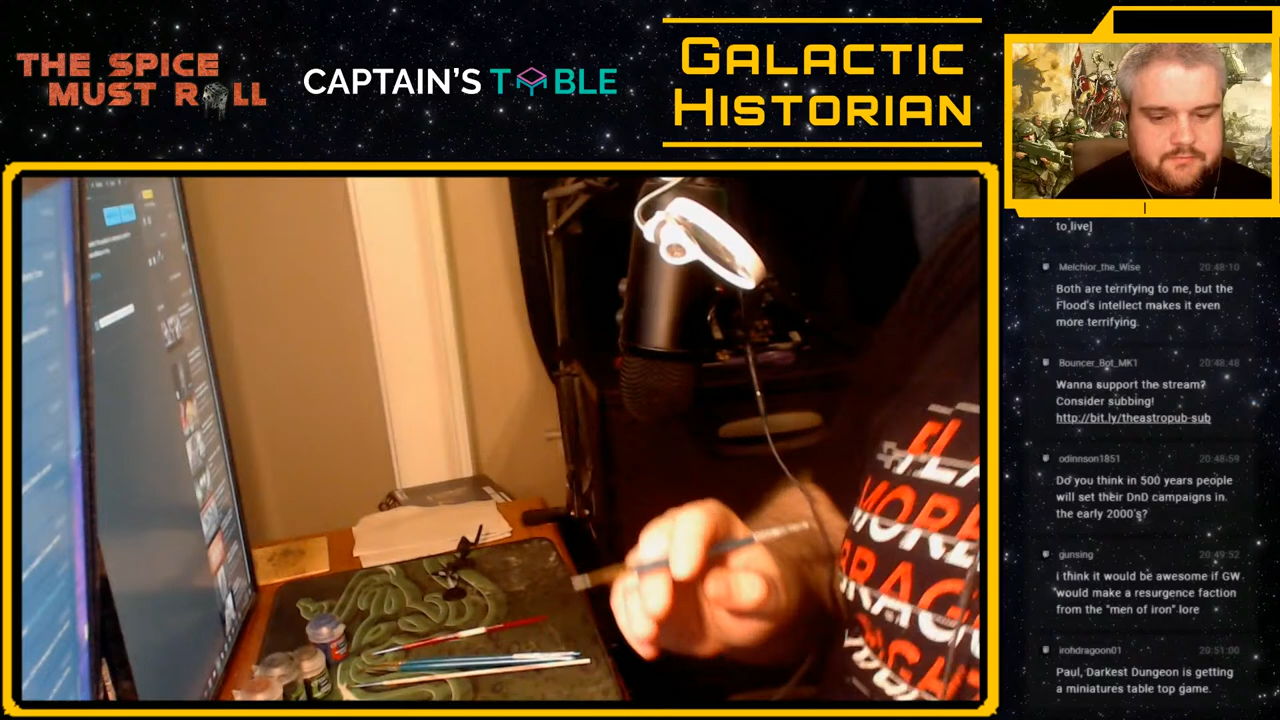 THE SPICE
MUST ROLL
CAPTAIN'S TABLE
GALACTIC
HISTORIAN
to live]
Melchior_the_Wise 20:48:10
Both are terrifying to me, but the
Flood's intellect makes it even
more terrifying.
Bouncer_Bot_MK1 20:48:48
Wanna support the stream?
Consider subbing!
http://bit.ly/theastropub-sub
odinnson1851 20:48:59
Do you think in 500 years people
will set their DnD campaigns in
the early 2000's?
gunsing 20:49:52
i think it would be awesome if GW
would make a resurgence faction
from the "men of iron" lore
irohdragoon01 20:51:00
Paul, Darkest Dungeon is getting
a miniatures table top game.